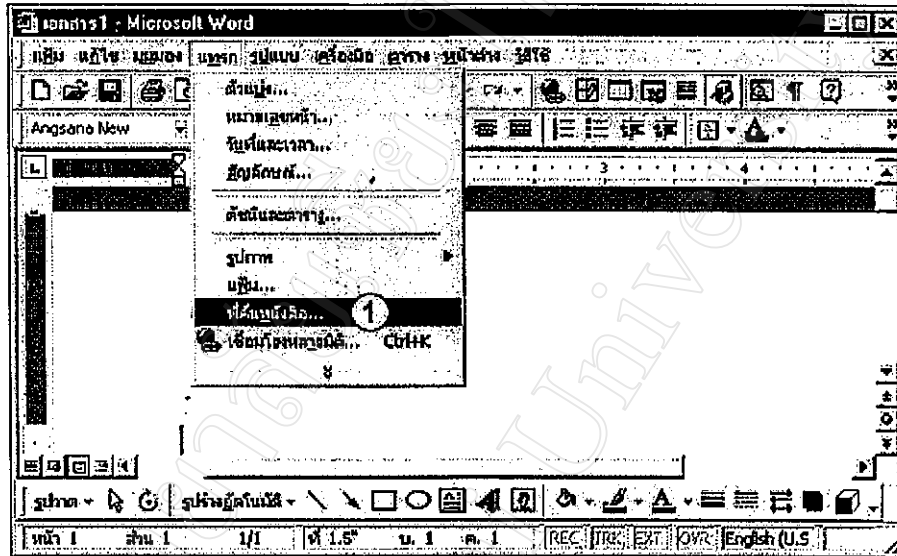 เอกสาร1 - Microsoft Word
แฟ้ม แก้ไข มุมมอง แทรก รูปแบบ เครื่องมือ ตาราง หน้าต่าง วิธีใช้
Angsana New
ตัวแบ่ง...
หมายเลขหน้า...
วันที่และเวลา...
สัญลักษณ์...
ดัชนีและตาราง...
รูปภาพ
แฟ้ม...
ที่คั่นหนังสือ... 1
เชื่อมโยงหลายมิติ... Ctrl+K
3 4
รูปวาด รูปร่างอัตโนมัติ
หน้า 1 ส่วน 1 1/1 ที่ 1.5" บ. 1 ค. 1 REC TRK EXT OVR English (U.S